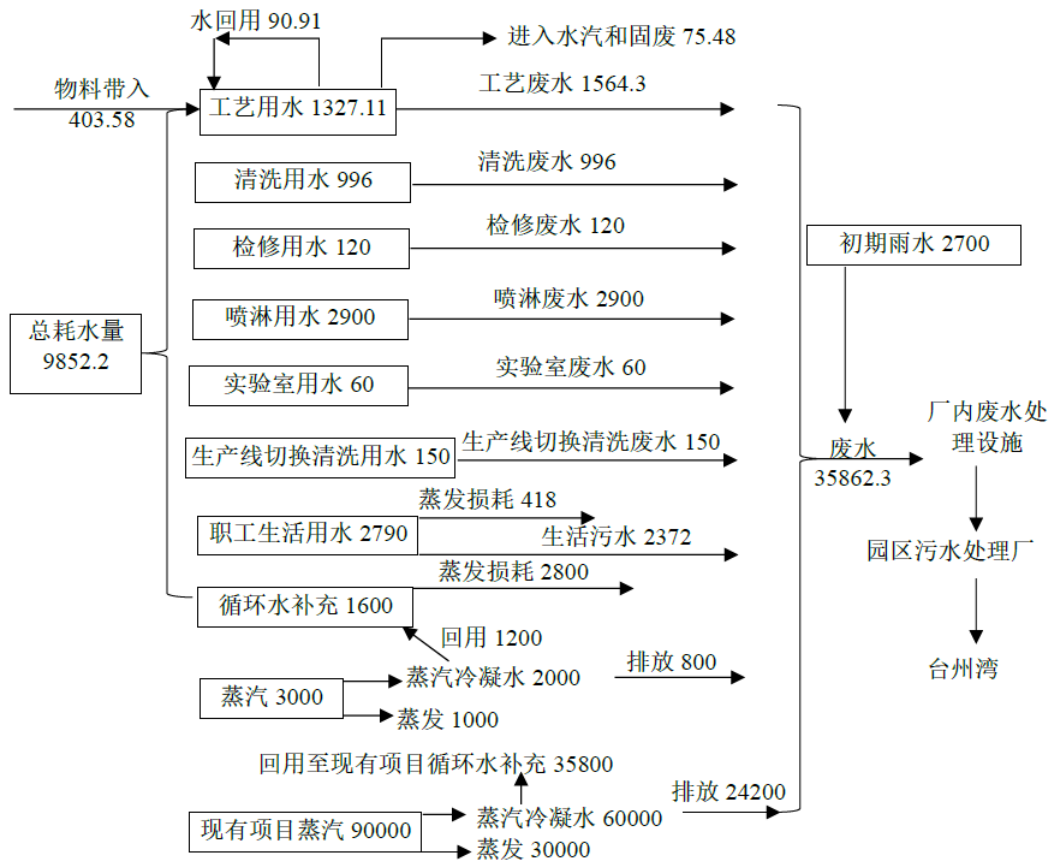 水回用 90.91
进入水汽和固废 75.48
物料带入
403.58
工艺用水 1327.11
工艺废水 1564.3
清洗用水 996
清洗废水 996
检修用水 120
检修废水 120
初期雨水 2700
喷淋用水 2900
喷淋废水 2900
总耗水量
9852.2
实验室用水 60
实验室废水 60
厂内废水处
理设施
生产线切换清洗用水 150
生产线切换清洗废水 150
废水
35862.3
职工生活用水 2790
蒸发损耗 418
生活污水 2372
园区污水处理厂
循环水补充 1600
蒸发损耗 2800
回用 1200
蒸汽 3000
蒸汽冷凝水 2000
排放 800
蒸发 1000
台州湾
回用至现有项目循环水补充 35800
现有项目蒸汽 90000
蒸汽冷凝水 60000
排放 24200
蒸发 30000